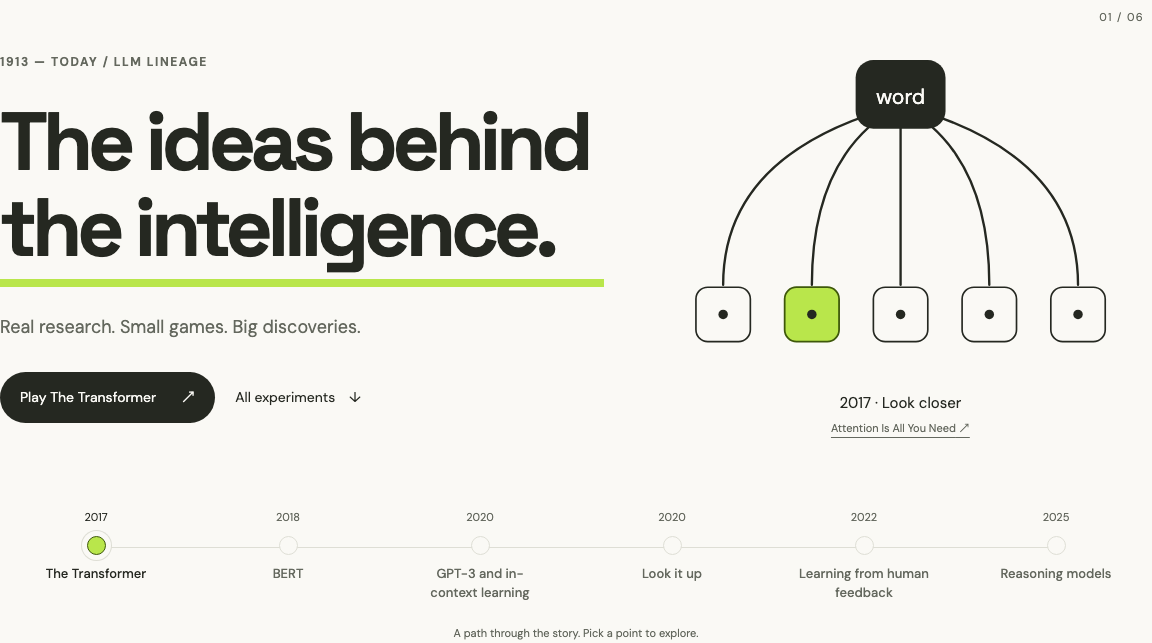 01 / 06
1913 — TODAY / LLM LINEAGE
The ideas behind
the intelligence.
Real research. Small games. Big discoveries.
Play The Transformer ↗
All experiments ↓
word
2017 · Look closer
Attention Is All You Need ↗
2017
The Transformer
2018
BERT
2020
GPT-3 and in-
context learning
2020
Look it up
2022
Learning from human
feedback
2025
Reasoning models
A path through the story. Pick a point to explore.